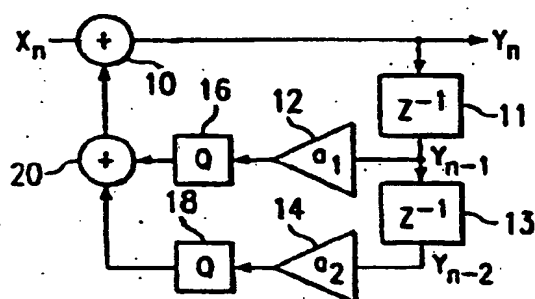 Xn + Yn
10
16 12 Z⁻¹ 11
20 + Q a1 Yn-1
18 14 Z⁻¹ 13
Q a2 Yn-2